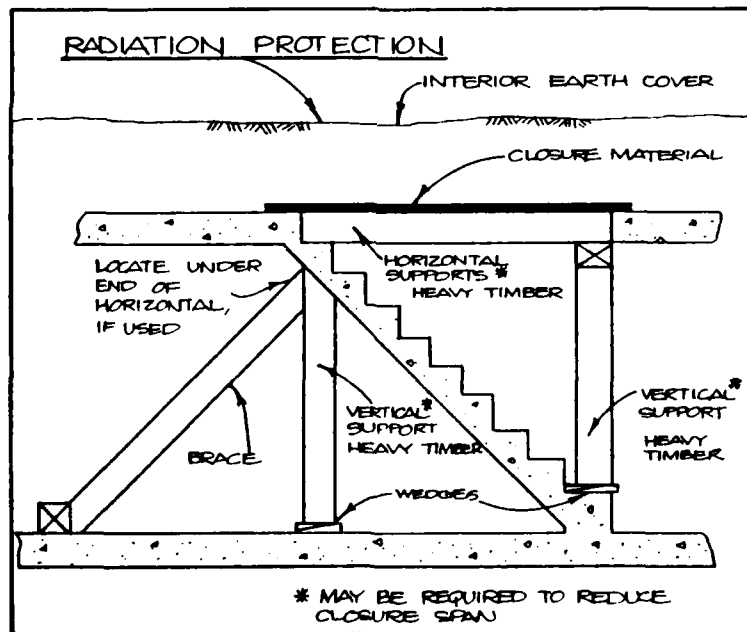 RADIATION PROTECTION
INTERIOR EARTH COVER
CLOSURE MATERIAL
LOCATE UNDER
END OF
HORIZONTAL,
IF USED
HORIZONTAL
SUPPORTS *
HEAVY TIMBER
VERTICAL *
SUPPORT
HEAVY TIMBER
VERTICAL *
SUPPORT
HEAVY
TIMBER
BRACE
WEDGES
* MAY BE REQUIRED TO REDUCE
CLOSURE SPAN